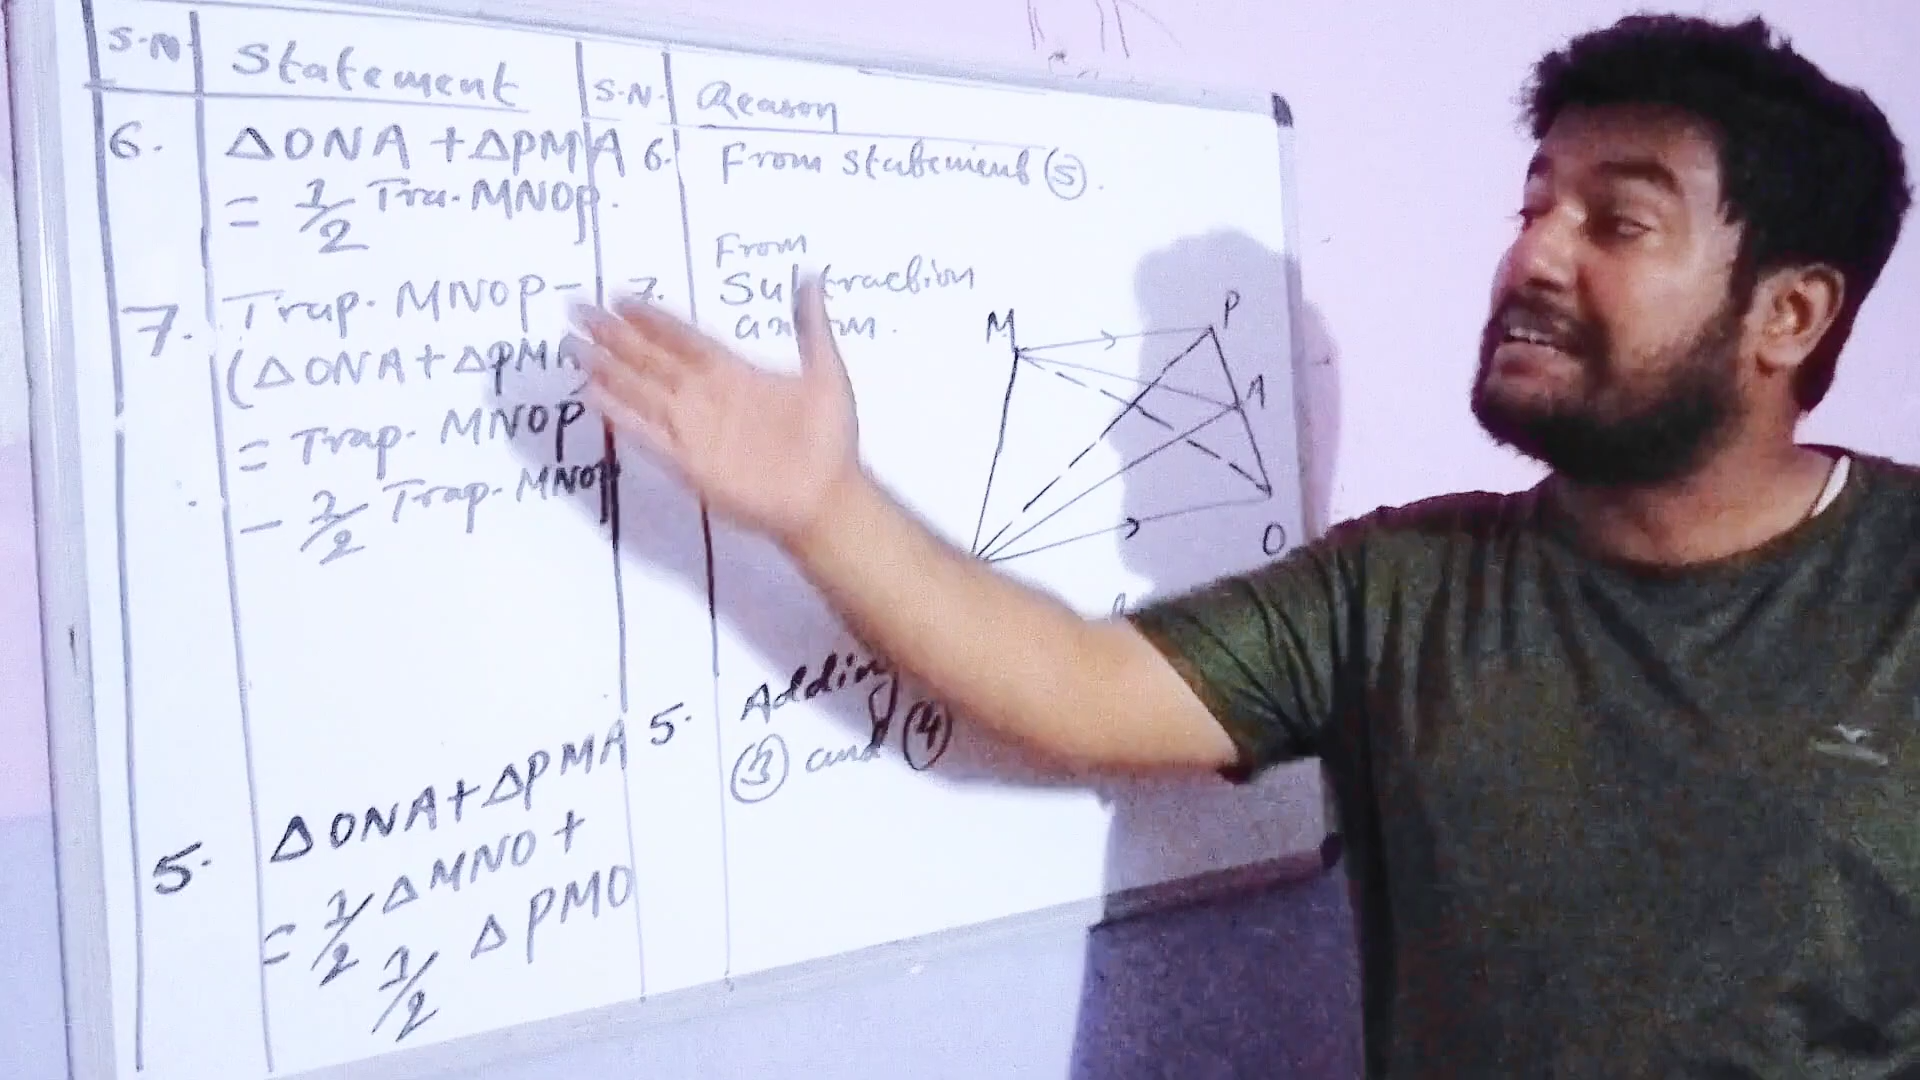 S.N. Statement S.N. Reason
6. ΔONA + ΔPMA 6. From statement (5).
= 1/2 Tra. MNOP.
7. Trap. MNOP - 7. From
Subtraction
(ΔONA + ΔPMA
= Trap. MNOP
- 1/2 Trap. MNOP
M P
A
O
5. ΔONA + ΔPMA 5. Adding
(3) and (4)
= 1/2 ΔMNO +
1/2 ΔPMO